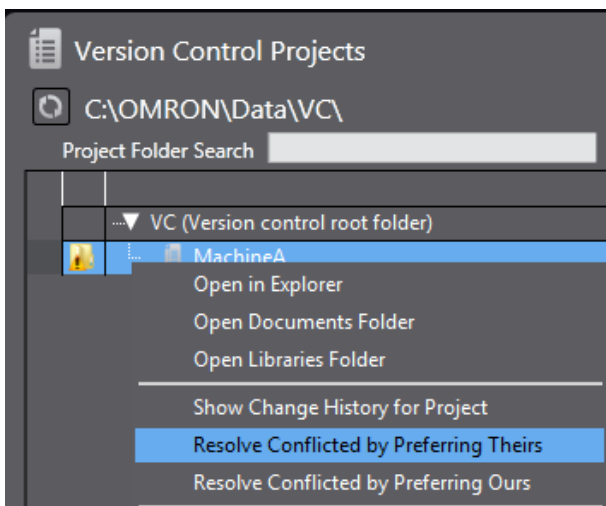 Version Control Projects
C:\OMRON\Data\VC\
Project Folder Search
VC (Version control root folder)
MachineA
Open in Explorer
Open Documents Folder
Open Libraries Folder
Show Change History for Project
Resolve Conflicted by Preferring Theirs
Resolve Conflicted by Preferring Ours